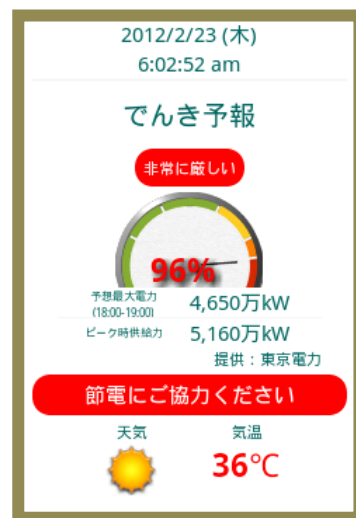 2012/2/23 (木)
6:02:52 am
でんき予報
非常に厳しい
96%
予想最大電力
(18:00-19:00)
4,650万kW
ピーク時供給力
5,160万kW
提供：東京電力
節電にご協力ください
天気
気温
36℃